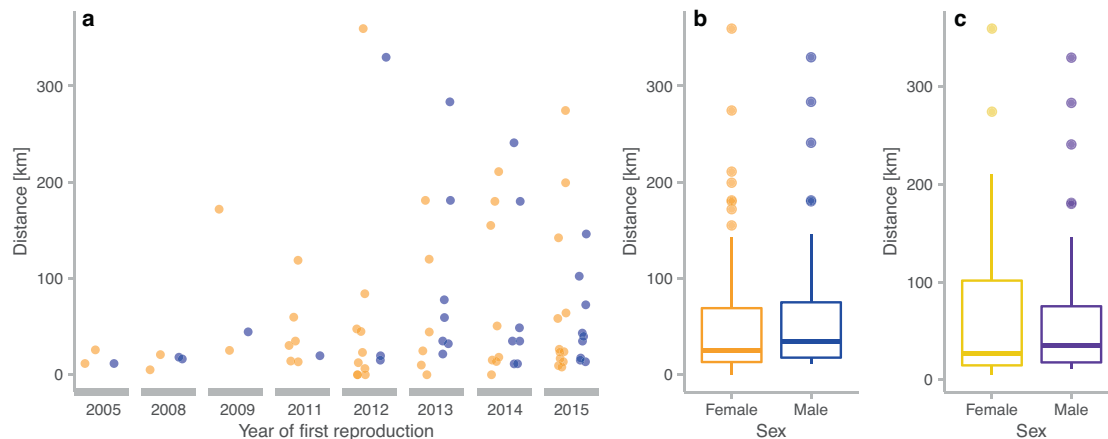 a
Distance [km]
300
200
100
0
2005 2008 2009 2011 2012 2013 2014 2015
Year of first reproduction
b
Distance [km]
300
200
100
0
Female Male
Sex
c
Distance [km]
300
200
100
0
Female Male
Sex